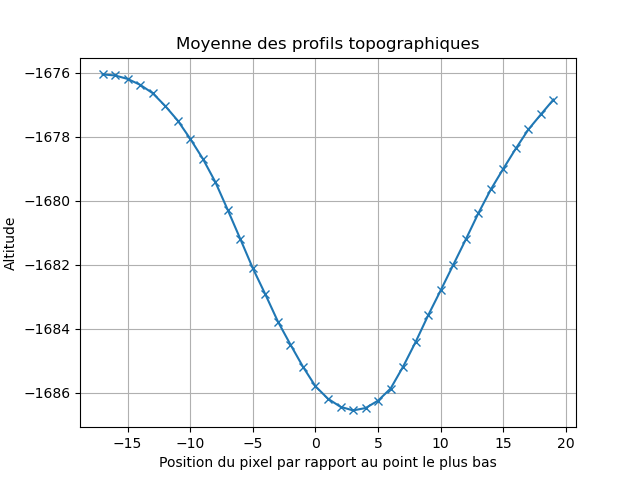 Moyenne des profils topographiques
−1676
−1678
−1680
−1682
−1684
−1686
Altitude
−15 −10 −5 0 5 10 15 20
Position du pixel par rapport au point le plus bas